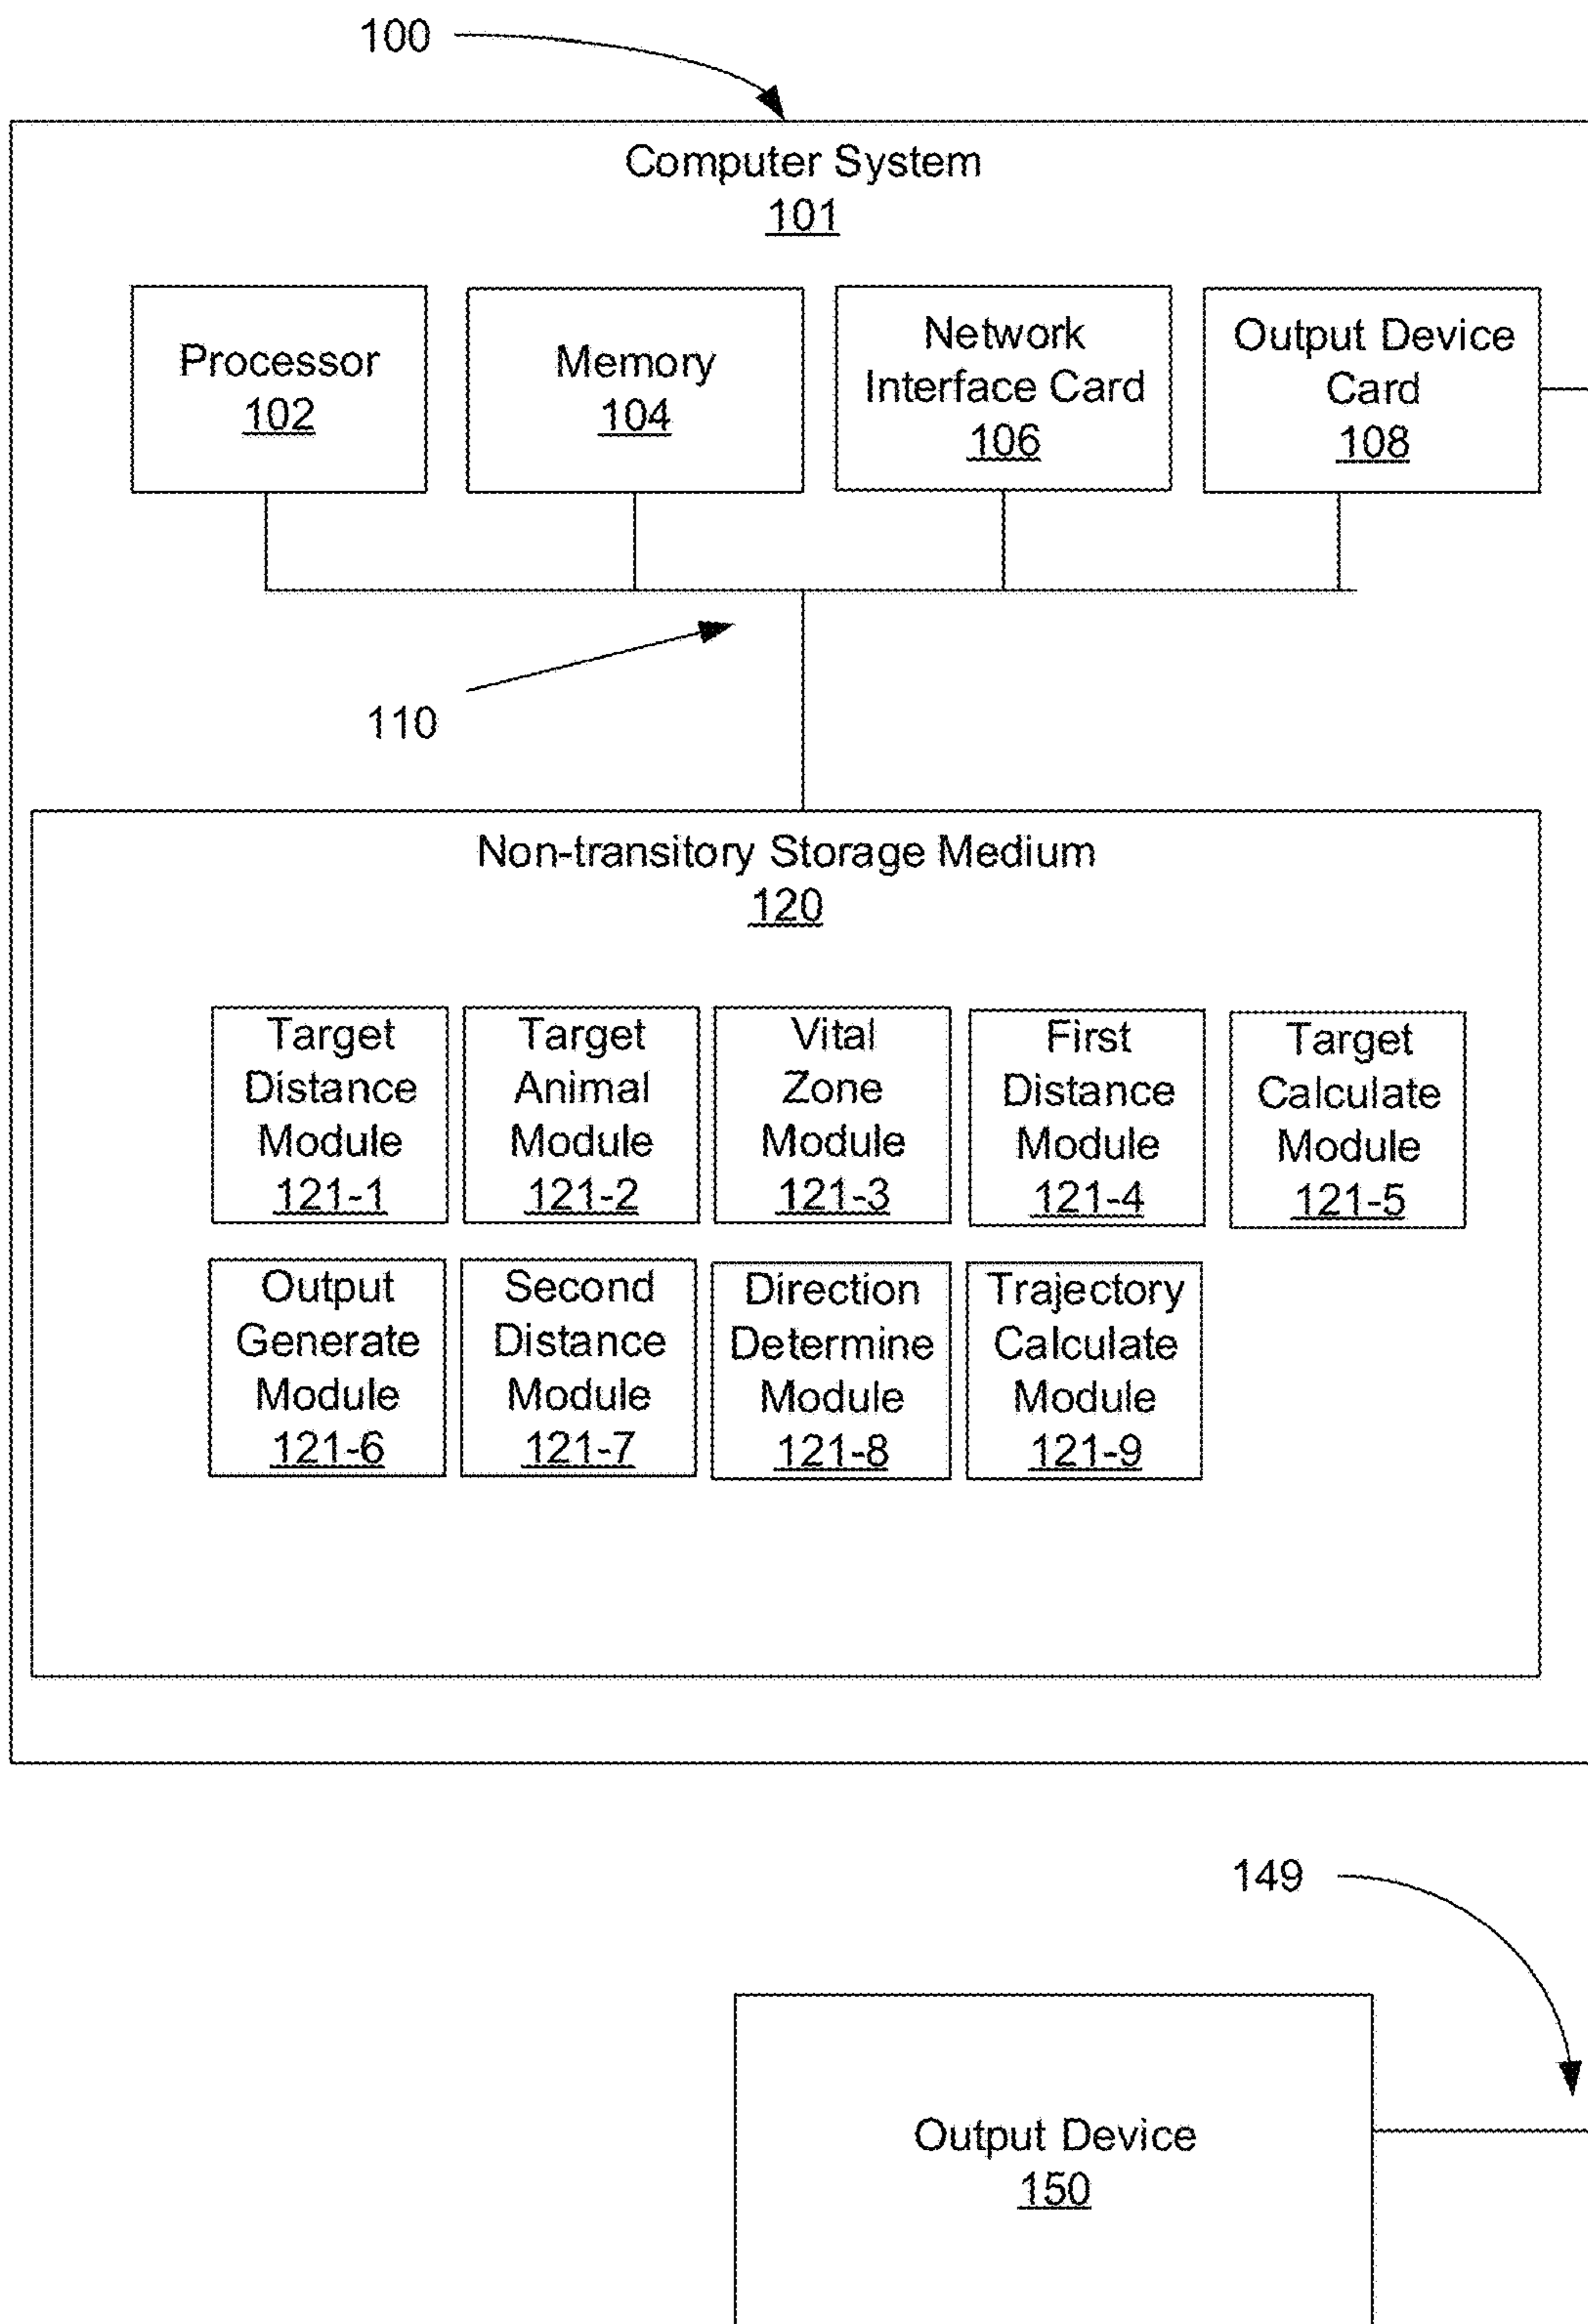 100
Computer System
101
Processor
102
Memory
104
Network
Interface Card
106
Output Device
Card
108
110
Non-transitory Storage Medium
120
Target
Distance
Module
121-1
Target
Animal
Module
121-2
Vital
Zone
Module
121-3
First
Distance
Module
121-4
Target
Calculate
Module
121-5
Output
Generate
Module
121-6
Second
Distance
Module
121-7
Direction
Determine
Module
121-8
Trajectory
Calculate
Module
121-9
149
Output Device
150